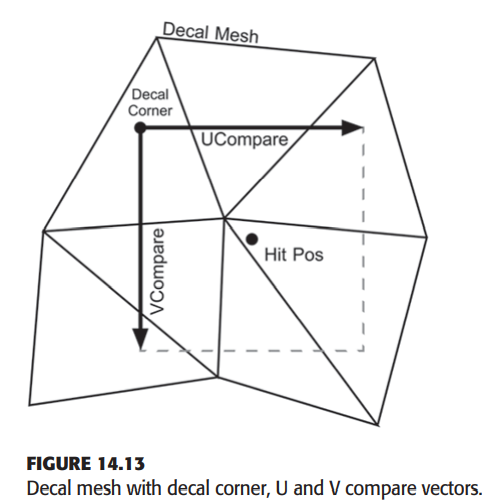 Decal Mesh
Decal
Corner
UCompare
VCompare
Hit Pos
FIGURE 14.13
Decal mesh with decal corner, U and V compare vectors.